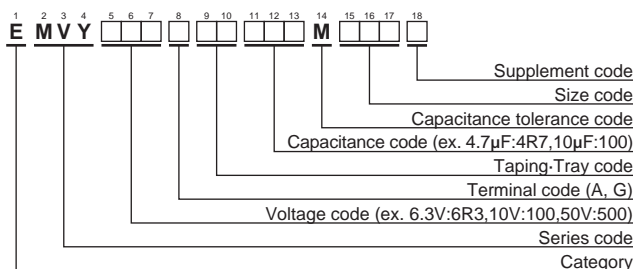 1 2 3 4 5 6 7 8 9 10 11 12 13 14 15 16 17 18
E M V Y M
Supplement code
Size code
Capacitance tolerance code
Capacitance code (ex. 4.7μF:4R7,10μF:100)
Taping·Tray code
Terminal code (A, G)
Voltage code (ex. 6.3V:6R3,10V:100,50V:500)
Series code
Category